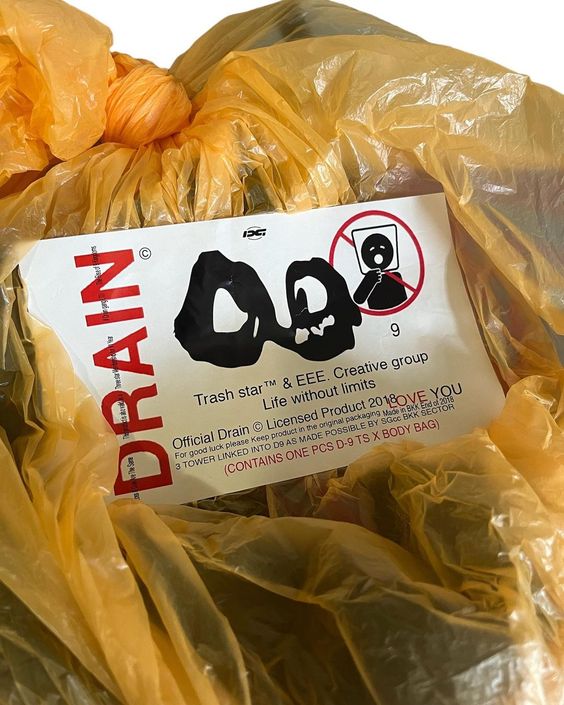 DRAIN
©
9
Trash star™ & EEE. Creative group
Life without limits
LOVE YOU
Official Drain © Licensed Product 2018
For good luck please Keep product in the original packaging Made in BKK End of 2018
3 TOWER LINKED INTO D9 AS MADE POSSIBLE BY SGcc BKK SECTOR
(CONTAINS ONE PCS D-9 TS X BODY BAG)